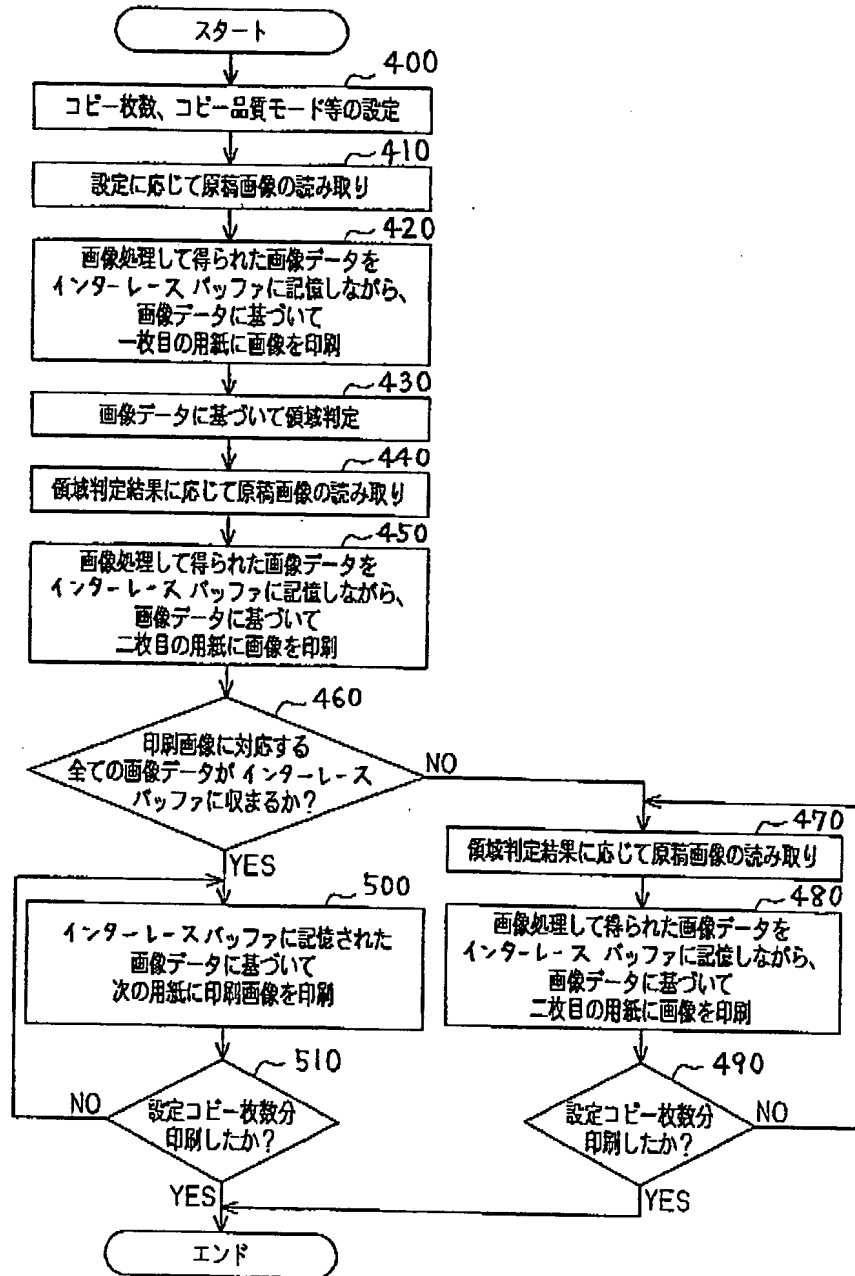 スタート
400
コピー枚数、コピー品質モード等の設定
410
設定に応じて原稿画像の読み取り
420
画像処理して得られた画像データを
インターレース バッファに記憶しながら、
画像データに基づいて
一枚目の用紙に画像を印刷
430
画像データに基づいて領域判定
440
領域判定結果に応じて原稿画像の読み取り
450
画像処理して得られた画像データを
インターレース バッファに記憶しながら、
画像データに基づいて
二枚目の用紙に画像を印刷
460
印刷画像に対応する
全ての画像データが インターレース
バッファに収まるか?
NO
YES
470
領域判定結果に応じて原稿画像の読み取り
480
画像処理して得られた画像データを
インターレース バッファに記憶しながら、
画像データに基づいて
二枚目の用紙に画像を印刷
490
設定コピー枚数分
印刷したか?
NO
YES
500
インターレースバッファに記憶された
画像データに基づいて
次の用紙に印刷画像を印刷
510
設定コピー枚数分
印刷したか?
NO
YES
エンド